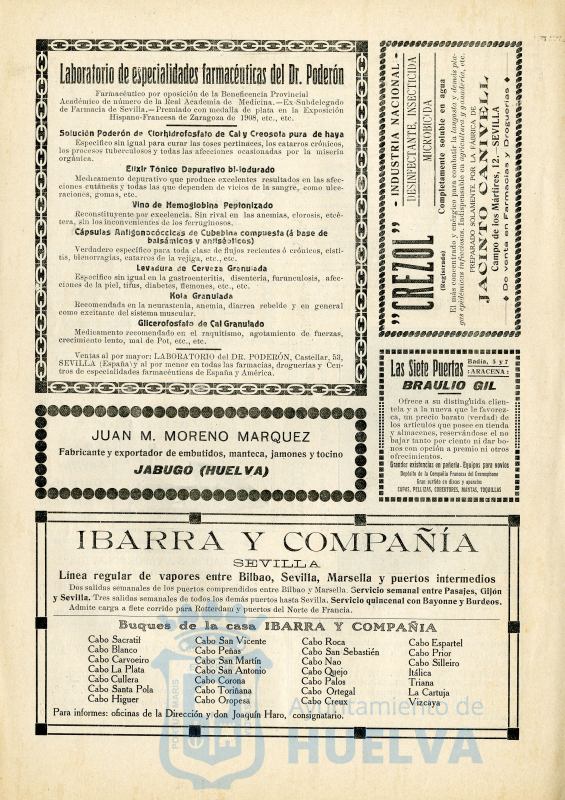 Laboratorio de especialidades farmacéuticas del Dr. Poderón
Farmacéutico por oposición de la Beneficencia Provincial
Académico de número de la Real Academia de Medicina.—Ex-Subdelegado
de Farmacia de Sevilla.—Premiado con medalla de plata en la Exposición
Hispano-Francesa de Zaragoza de 1908, etc., etc.
Solución Poderón de Clorhidrofosfato de Cal y Creosota pura de haya
Específico sin igual para curar las toses pertinaces, los catarros crónicos,
los procesos tuberculosos y todas las afecciones ocasionadas por la miseria
orgánica.
Elixir Tónico Depurativo bi-iodurado
Medicamento depurativo que produce excelentes resultados en las afec-
ciones cutáneas y todas las que dependen de vicios de la sangre, como ulce-
raciones, gomas, etc.
Vino de Hemoglobina Peptonizado
Reconstituyente por excelencia. Sin rival en las anemias, clorosis, etcé-
tera, sin los inconvenientes de los ferruginosos.
Cápsulas Antigonocóccicas de Cubebina compuesta (á base de
balsámicos y antisépticos)
Verdadero específico para toda clase de flujos recientes ó crónicos, cisti-
tis, bienorragias, catarros de la vejiga, etc., etc.
Levadura de Cerveza Granulada
Específico sin igual en la gastroenteritis, disentería, furunculosis, afec-
ciones de la piel, tifus, diabetes, flemones, etc., etc.
Kola Granulada
Recomendada en la neurastenia, anemia, diarrea rebelde y en general
como excitante del sistema muscular.
Glicerofosfato de Cal Granulado
Medicamento recomendado en el raquitismo, agotamiento de fuerzas,
crecimiento lento, mal de Pot, etc., etc.
Ventas al por mayor: LABORATORIO del DR. PODERÓN, Castellar, 53,
SEVILLA (España) y al por menor en todas las farmacias, droguerías y Cen-
tros de especialidades farmacéuticas de España y América.
"CREZOL"
(Registrado)
- INDUSTRIA NACIONAL -
DESINFECTANTE, INSECTICIDA
MICROBICIDA
Completamente soluble en agua
El más concentrado y enérgico para combatir la langosta y demás pla-
gas epidémicas infecciosas. Indispensable en agricultura y ganadería, etc.
PREPARADO SOLAMENTE POR LA FÁBRICA DE
JACINTO CANIVELL
Campo de los Mártires, 12.—SEVILLA
De venta en Farmacias y Droguerías
Las Siete Puertas
Badía, 5 y 7
:ARACENA:
BRAULIO GIL
Ofrece a su distinguida clien-
tela y a la nueva que le favorez-
ca, un precio barato (verdad) de
los artículos que posee en tienda
y almacenes, reservándose el no
bajar tanto por ciento ni dar bo-
nos con opción a premio ni otros
ofrecimientos.
Grandes existencias en pañería. Equipos para novios
Depósito de la Compañía Francesa del Gramophone
Gran surtido en discos y aparatos
CAPAS, PELLIZAS, COBERTORES, MANTAS, TOQUILLAS
JUAN M. MORENO MARQUEZ
Fabricante y exportador de embutidos, manteca, jamones y tocino
JABUGO (HUELVA)
IBARRA Y COMPAÑÍA
SEVILLA
Línea regular de vapores entre Bilbao, Sevilla, Marsella y puertos intermedios
Dos salidas semanales de los puertos comprendidos entre Bilbao y Marsella. Servicio semanal entre Pasajes, Gijón
y Sevilla. Tres salidas semanales de todos los demás puertos hasta Sevilla. Servicio quincenal con Bayonne y Burdeos.
Admite carga a flete corrido para Rotterdam y puertos del Norte de Francia.
Buques de la casa IBARRA Y COMPAÑÍA
Cabo Sacratil
Cabo Blanco
Cabo Carvoeiro
Cabo La Plata
Cabo Cullera
Cabo Santa Pola
Cabo Higuer
Cabo San Vicente
Cabo Peñas
Cabo San Martín
Cabo San Antonio
Cabo Corona
Cabo Toriñana
Cabo Oropesa
Cabo Roca
Cabo San Sebastién
Cabo Nao
Cabo Quejo
Cabo Palos
Cabo Ortegal
Cabo Creux
Cabo Espartel
Cabo Prior
Cabo Silleiro
Itálica
Triana
La Cartuja
Vizcaya
Para informes: oficinas de la Dirección y don Joaquín Haro, consignatario.
Ayuntamiento de
HUELVA